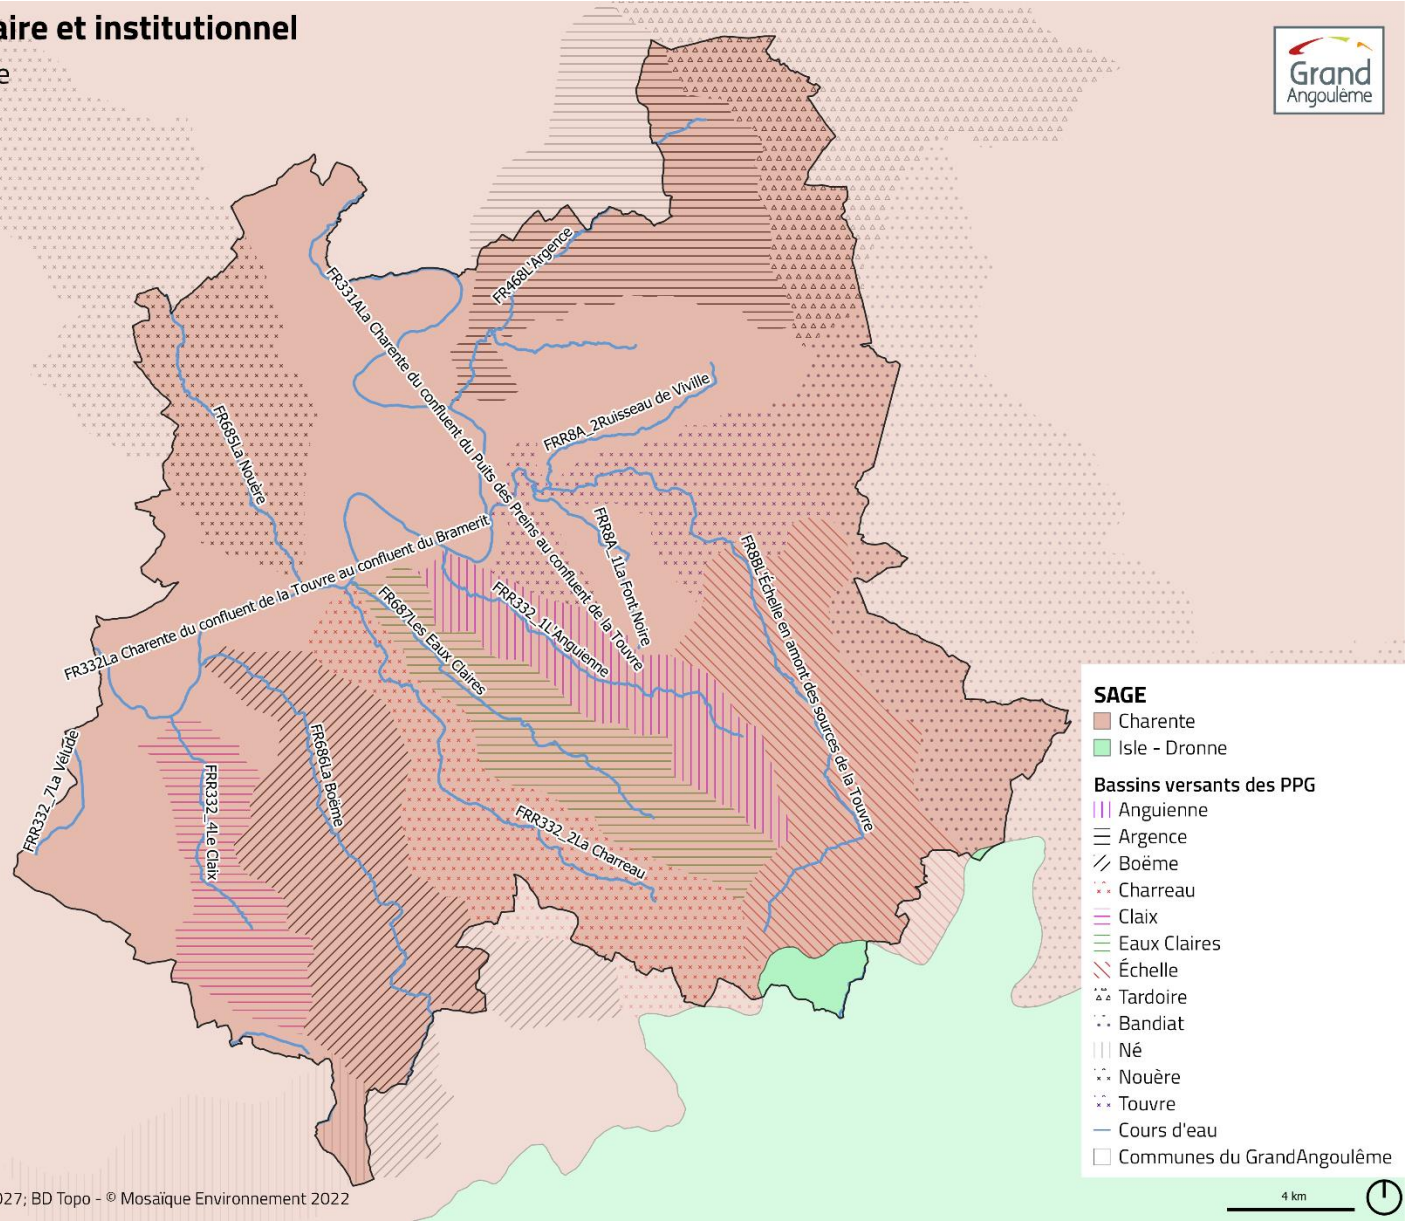 aire et institutionnel
e
Grand
Angoulême
FR331ALa Charente du confluent du Puits des Preins au confluent de la Touvre
FR468L'Argence
FRR8A_2Ruisseau de Viville
FR685La Nouère
FRR8A_1La Font Noire
FR8BL'Échelle en amont des sources de la Touvre
FR332La Charente du confluent de la Touvre au confluent du Bramerit
FR687Les Eaux Claires
FRR332_1L'Anguienne
FR686La Boëme
FRR332_7La Vélude
FRR332_4Le Claix
FRR332_2La Charreau
SAGE
Charente
Isle - Dronne
Bassins versants des PPG
Anguienne
Argence
Boëme
Charreau
Claix
Eaux Claires
Échelle
Tardoire
Bandiat
Né
Nouère
Touvre
Cours d'eau
Communes du GrandAngoulême
027; BD Topo - © Mosaïque Environnement 2022
4 km